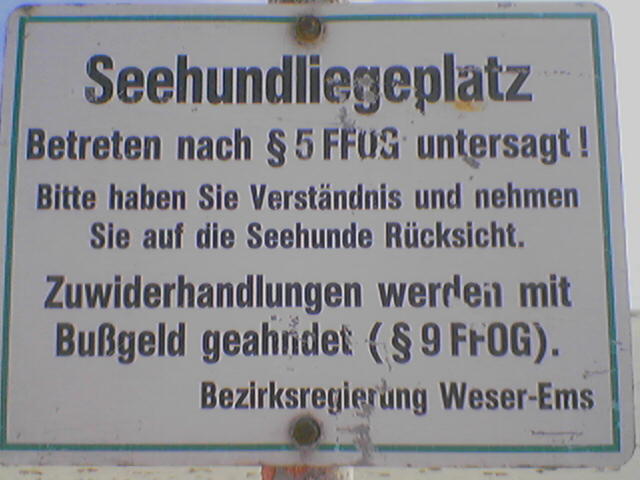 Seehundliegeplatz
Betreten nach § 5 FFOG untersagt!
Bitte haben Sie Verständnis und nehmen
Sie auf die Seehunde Rücksicht.
Zuwiderhandlungen werden mit
Bußgeld geahndet (§ 9 FFOG).
Bezirksregierung Weser-Ems